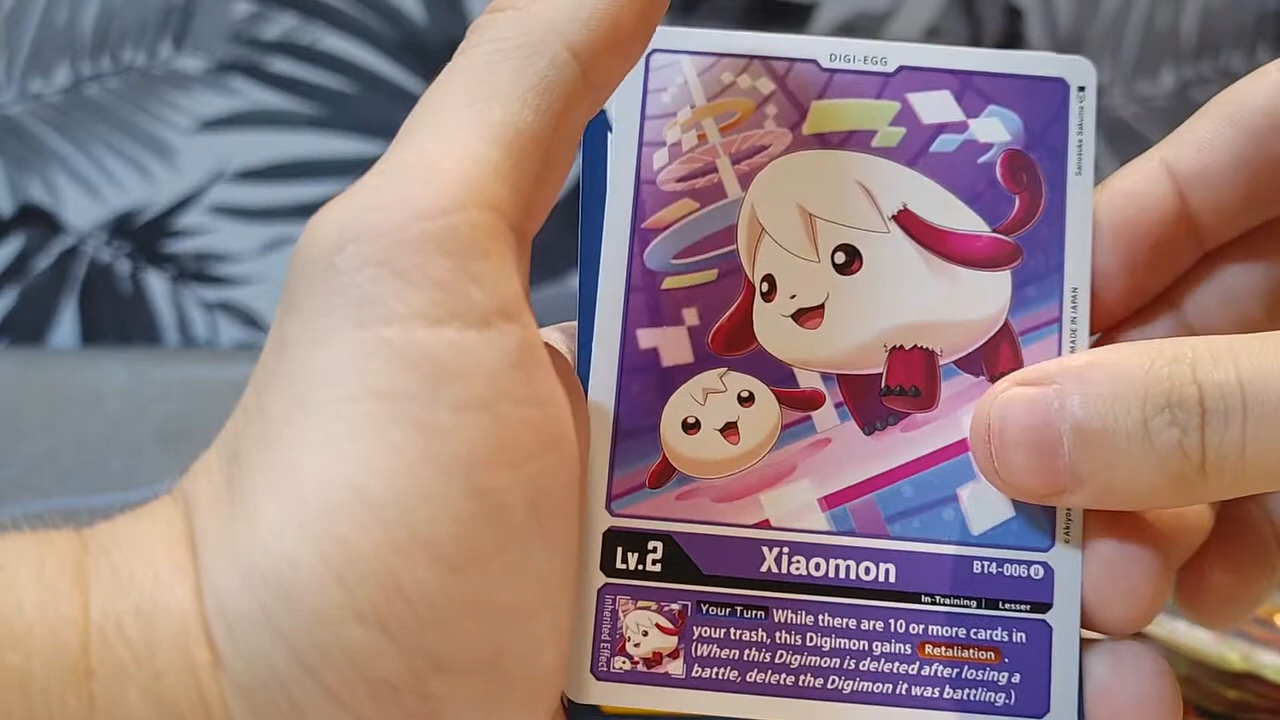 DIGI-EGG
Sanosuke Sakuma
MADE IN JAPAN
Lv.2
Xiaomon
BT4-006 U
In-Training | Lesser
Inherited Effect
Your Turn While there are 10 or more cards in
your trash, this Digimon gains Retaliation .
(When this Digimon is deleted after losing a
battle, delete the Digimon it was battling.)